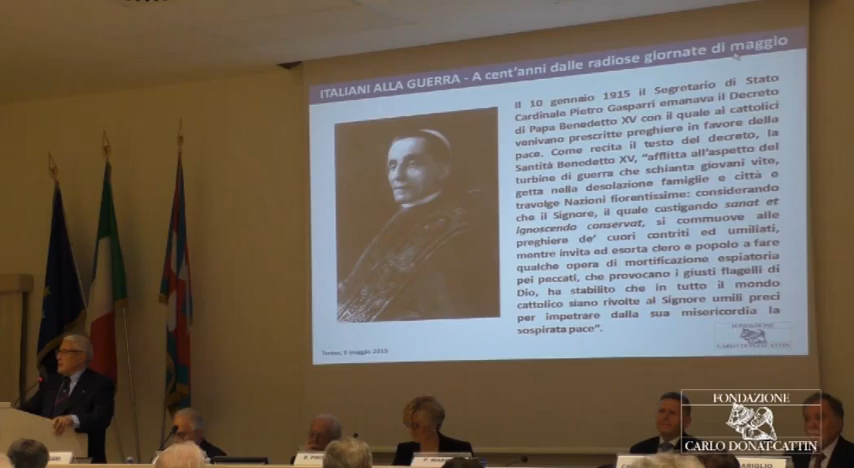 ITALIANI ALLA GUERRA - A cent'anni dalle radiose giornate di maggio
Il 10 gennaio 1915 il Segretario di Stato
Cardinale Pietro Gasparri emanava il Decreto
di Papa Benedetto XV con il quale ai cattolici
venivano prescritte preghiere in favore della
pace. Come recita il testo del decreto, la
Santità Benedetto XV, "afflitta all'aspetto del
turbine di guerra che schianta giovani vite,
getta nella desolazione famiglie e città e
travolge Nazioni fiorentissime: considerando
che il Signore, il quale castigando sanat et
ignoscendo conservat, si commuove alle
preghiere de' cuori contriti ed umiliati,
mentre invita ed esorta clero e popolo a fare
qualche opera di mortificazione espiatoria
pei peccati, che provocano i giusti flagelli di
Dio, ha stabilito che in tutto il mondo
cattolico siano rivolte al Signore umili preci
per impetrare dalla sua misericordia la
sospirata pace".
FONDAZIONE
CARLO DONAT-CATTIN
Torino, 9 maggio 2015
FONDAZIONE
CARLO DONAT-CATTIN
ARIGLIO